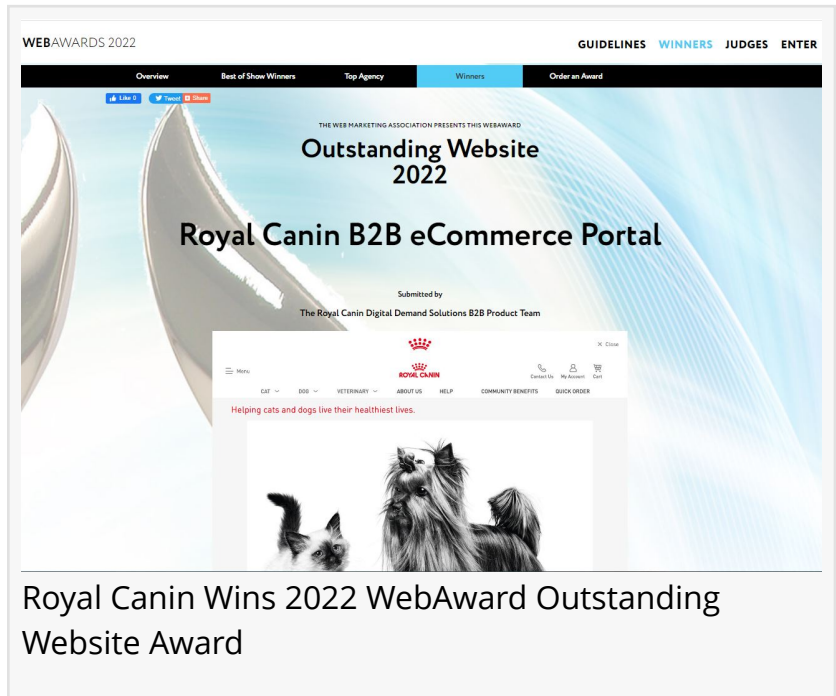 WEBAWARDS 2022
GUIDELINES WINNERS JUDGES ENTER
Overview Best of Show Winners Top Agency Winners Order an Award
Like 0 Tweet Share
THE WEB MARKETING ASSOCIATION PRESENTS THIS WEBAWARD
Outstanding Website
2022
Royal Canin B2B eCommerce Portal
Submitted by
The Royal Canin Digital Demand Solutions B2B Product Team
Close
Menu
ROYAL CANIN
Contact Us My Account Cart
CAT DOG VETERINARY ABOUT US HELP COMMUNITY BENEFITS QUICK ORDER
Helping cats and dogs live their healthiest lives.
Royal Canin Wins 2022 WebAward Outstanding
Website Award